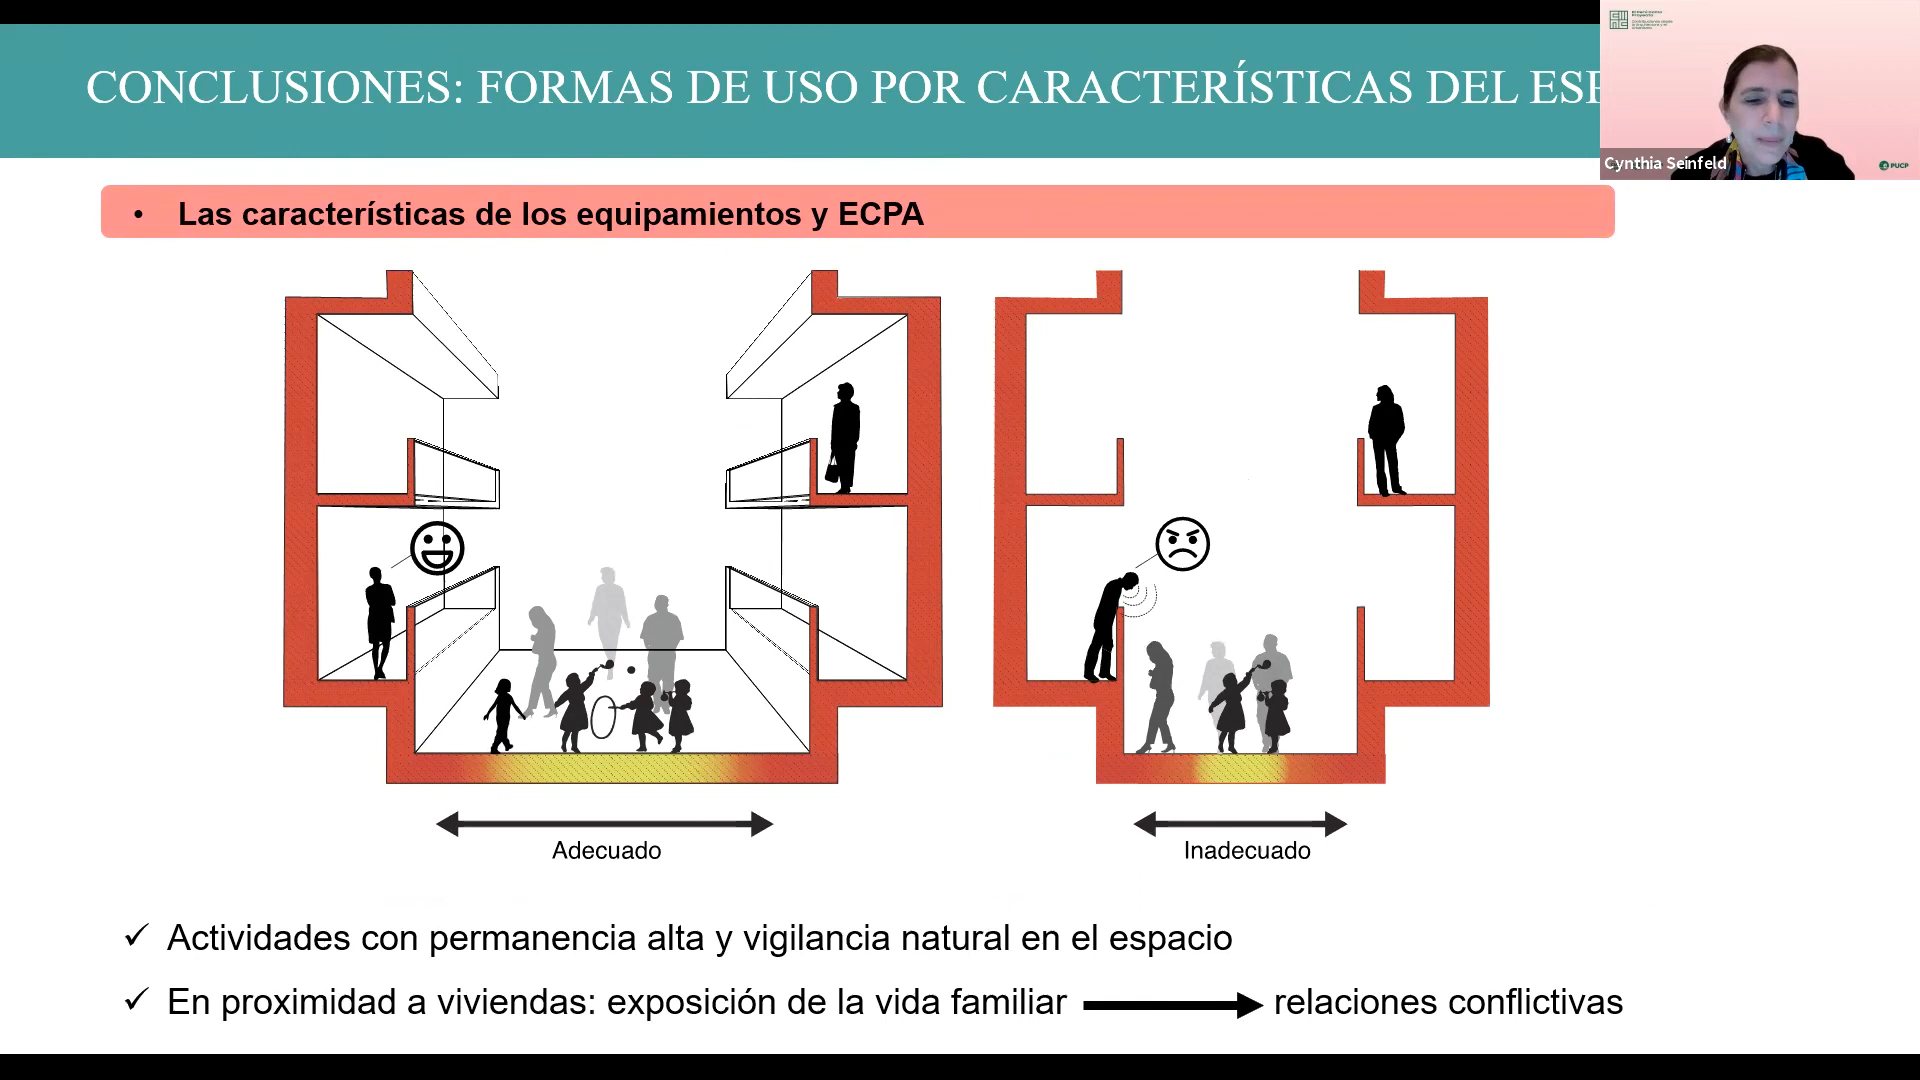 CONCLUSIONES: FORMAS DE USO POR CARACTERÍSTICAS DEL
Cynthia Seinfeld
PUCP
• Las características de los equipamientos y ECPA
Adecuado
Inadecuado
✓ Actividades con permanencia alta y vigilancia natural en el espacio
✓ En proximidad a viviendas: exposición de la vida familiar → relaciones conflictivas